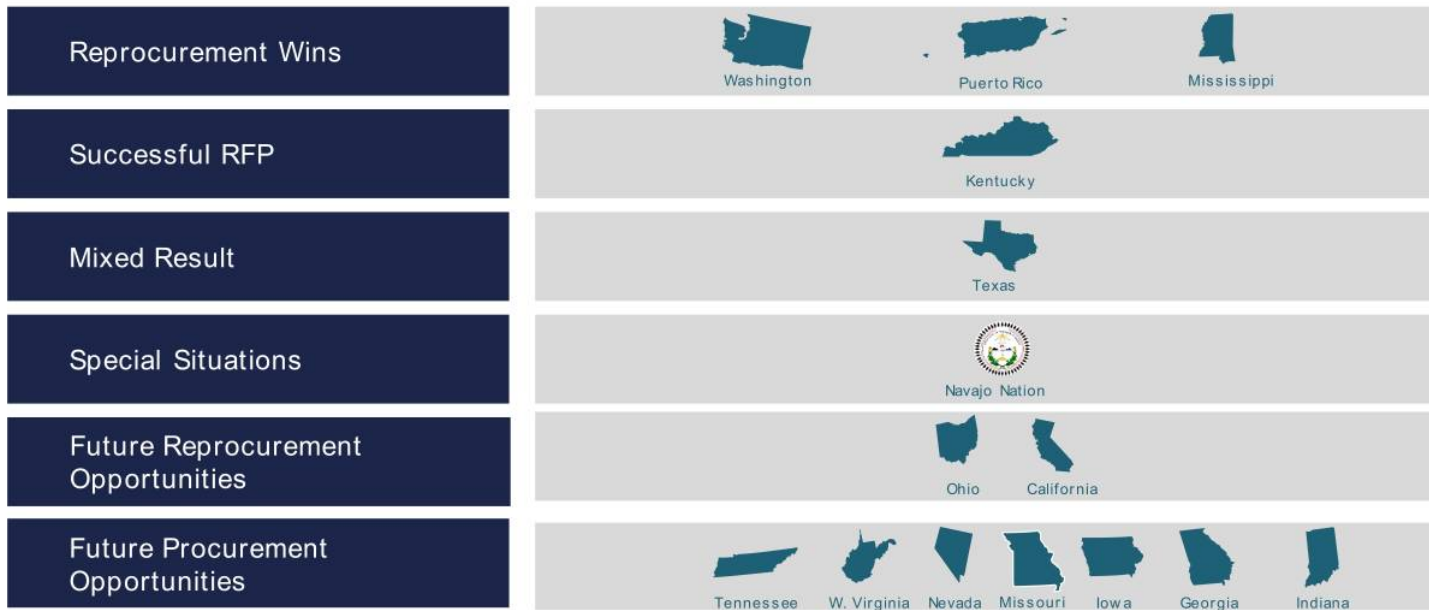 Reprocurement Wins
Washington
Puerto Rico
Mississippi
Successful RFP
Kentucky
Mixed Result
Texas
Special Situations
Navajo Nation
Future Reprocurement
Opportunities
Ohio
California
Future Procurement
Opportunities
Tennessee
W. Virginia
Nevada
Missouri
Iowa
Georgia
Indiana